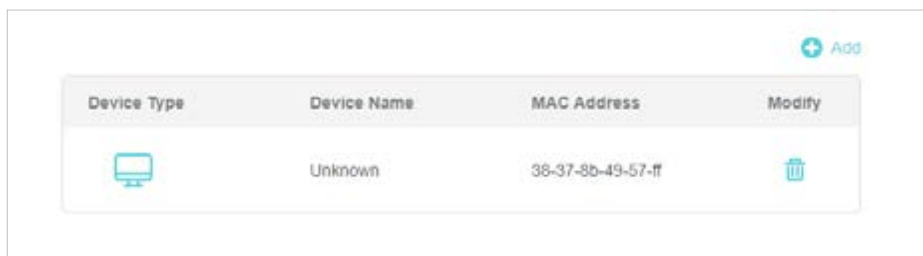 Add
Device Type Device Name MAC Address Modify
Unknown 38-37-8b-49-57-ff